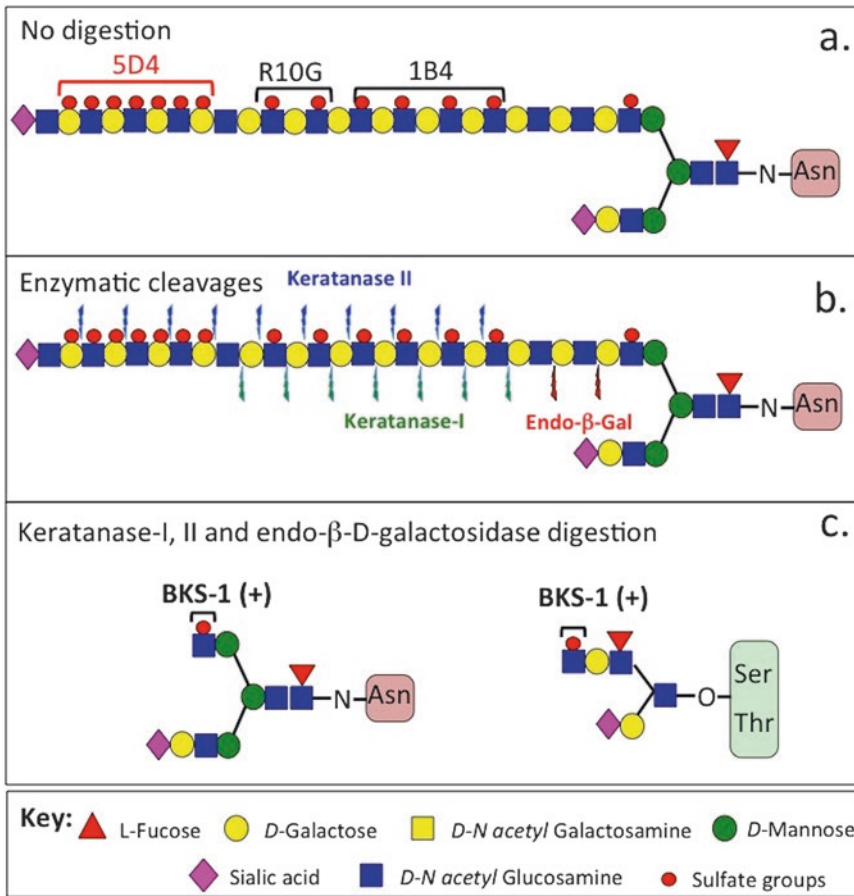 No digestion
a.
5D4
R10G
1B4
N
Asn
Enzymatic cleavages
b.
Keratanase II
Keratanase-I
Endo-β-Gal
N
Asn
Keratanase-I, II and endo-β-D-galactosidase digestion
c.
BKS-1 (+)
BKS-1 (+)
N
Asn
O
Ser
Thr
Key:
L-Fucose
D-Galactose
D-N acetyl Galactosamine
D-Mannose
Sialic acid
D-N acetyl Glucosamine
Sulfate groups